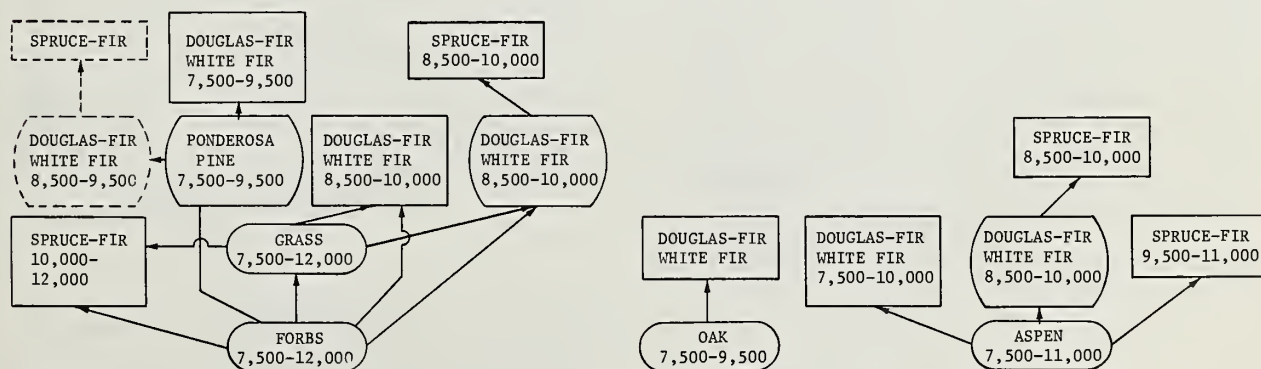 SPRUCE-FIR
DOUGLAS-FIR
WHITE FIR
7,500-9,500
SPRUCE-FIR
8,500-10,000
DOUGLAS-FIR
WHITE FIR
8,500-9,500
PONDEROSA
PINE
7,500-9,500
DOUGLAS-FIR
WHITE FIR
8,500-10,000
DOUGLAS-FIR
WHITE FIR
8,500-10,000
SPRUCE-FIR
10,000-
12,000
GRASS
7,500-12,000
FORBS
7,500-12,000
DOUGLAS-FIR
WHITE FIR
OAK
7,500-9,500
SPRUCE-FIR
8,500-10,000
DOUGLAS-FIR
WHITE FIR
7,500-10,000
DOUGLAS-FIR
WHITE FIR
8,500-10,000
SPRUCE-FIR
9,500-11,000
ASPEN
7,500-11,000